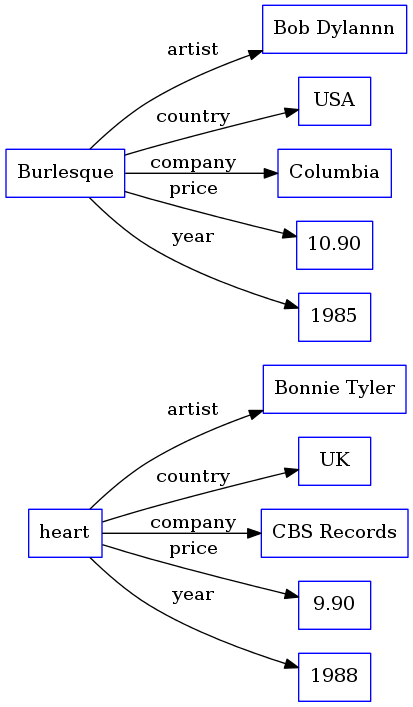 Bob Dylannn
artist
USA
country
Burlesque
company
Columbia
price
10.90
year
1985
Bonnie Tyler
artist
UK
country
heart
company
CBS Records
price
9.90
year
1988